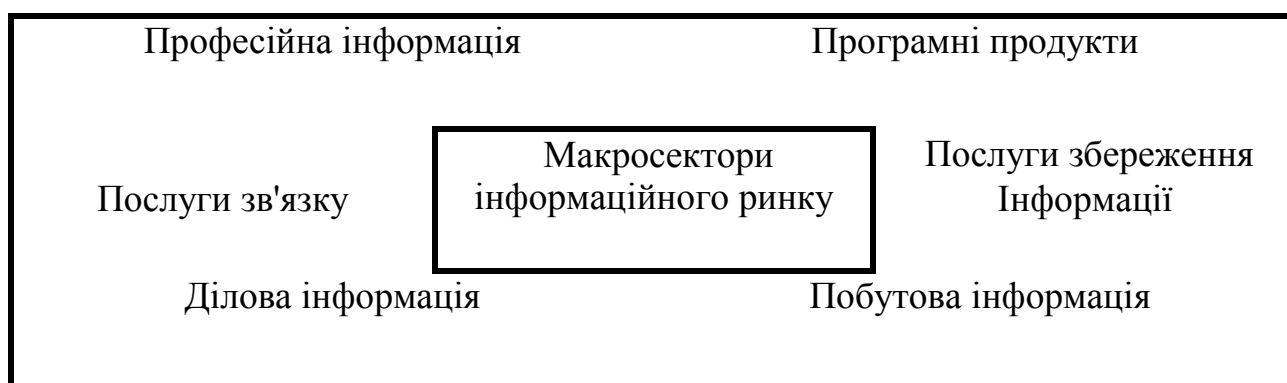 Професійна інформація
Програмні продукти
Макросектори
інформаційного ринку
Послуги збереження
Інформації
Послуги зв'язку
Ділова інформація
Побутова інформація